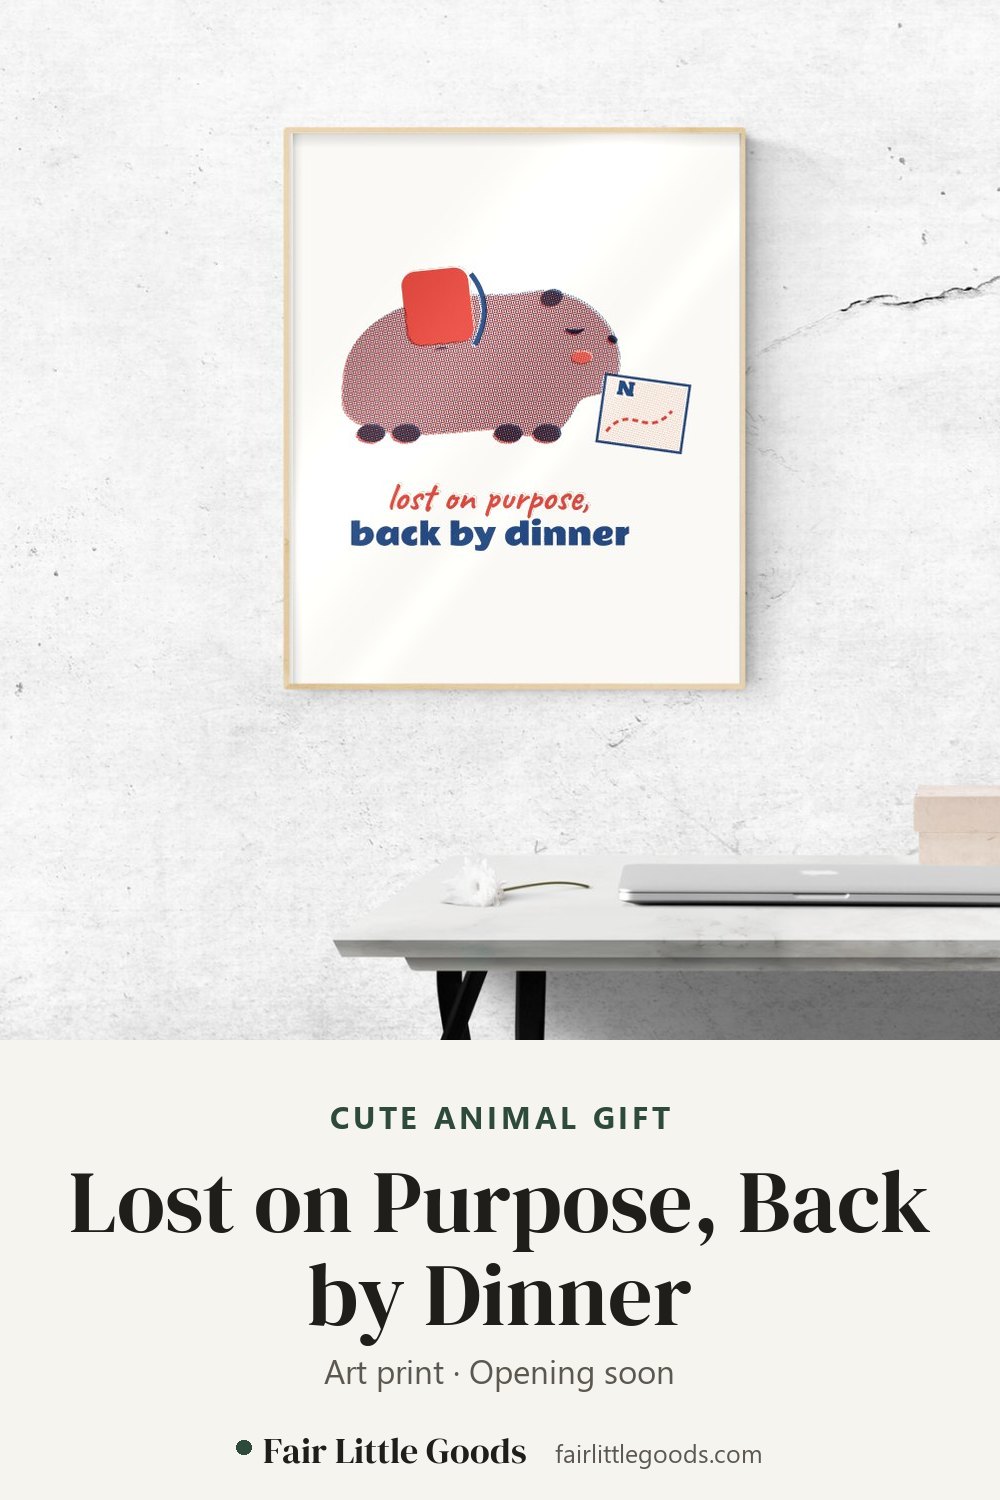 N
lost on purpose,
back by dinner
CUTE ANIMAL GIFT
Lost on Purpose, Back
by Dinner
Art print · Opening soon
Fair Little Goods fairlittlegoods.com